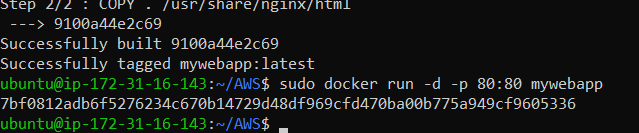 Step 2/2 : COPY . /usr/share/nginx/html
 ---> 9100a44e2c69
Successfully built 9100a44e2c69
Successfully tagged mywebapp:latest
ubuntu@ip-172-31-16-143:~/AWS$ sudo docker run -d -p 80:80 mywebapp
7bf0812adb6f5276234c670b14729d48df969cfd470ba00b775a949cf9605336
ubuntu@ip-172-31-16-143:~/AWS$